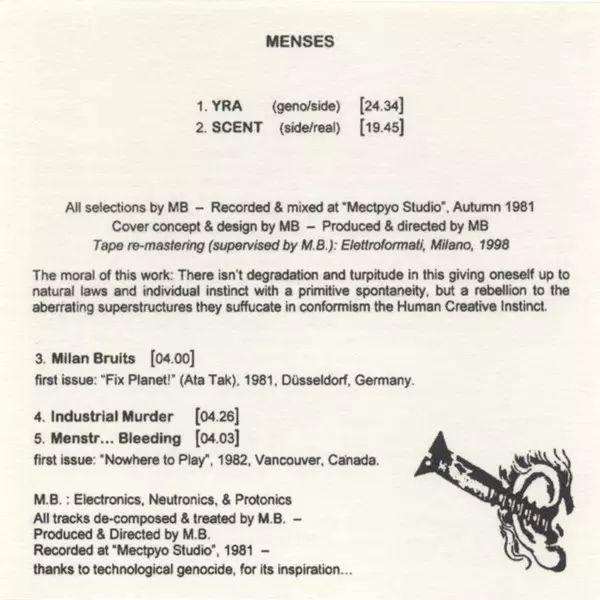 MENSES
1. YRA (geno/side) [24.34]
2. SCENT (side/real) [19.45]
All selections by MB – Recorded & mixed at "Mectpyo Studio", Autumn 1981
Cover concept & design by MB – Produced & directed by MB
Tape re-mastering (supervised by M.B.): Elettroformati, Milano, 1998
The moral of this work: There isn't degradation and turpitude in this giving oneself up to
natural laws and individual instinct with a primitive spontaneity, but a rebellion to the
aberrating superstructures they suffucate in conformism the Human Creative Instinct.
3. Milan Bruits [04.00]
first issue: "Fix Planet!" (Ata Tak), 1981, Düsseldorf, Germany.
4. Industrial Murder [04.26]
5. Menstr... Bleeding [04.03]
first issue: "Nowhere to Play", 1982, Vancouver, Canada.
M.B. : Electronics, Neutronics, & Protonics
All tracks de-composed & treated by M.B. –
Produced & Directed by M.B.
Recorded at "Mectpyo Studio", 1981 –
thanks to technological genocide, for its inspiration...